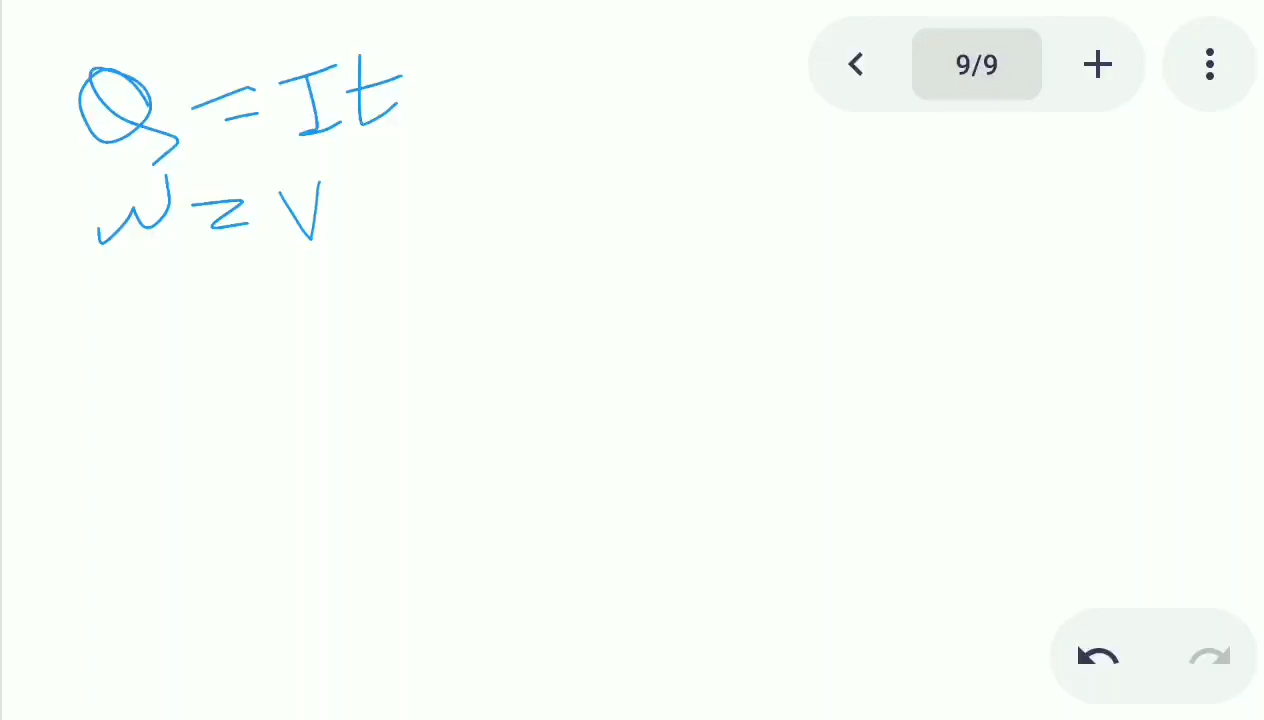 Q = It
9/9
W = V